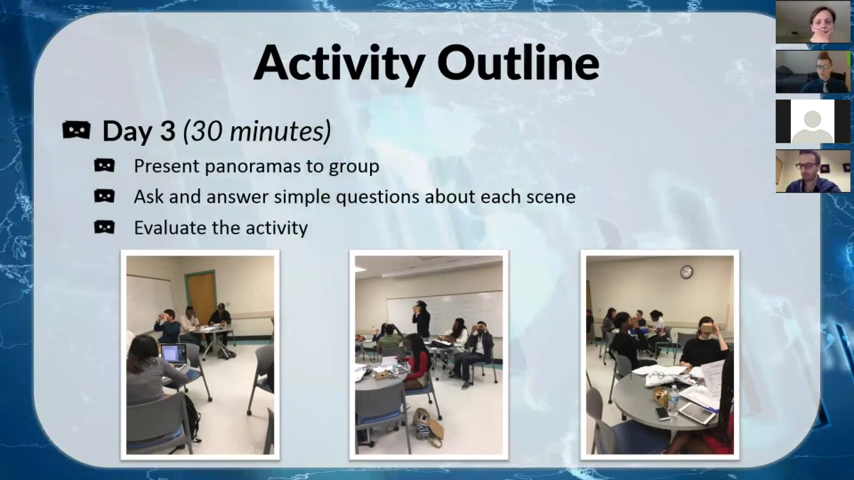 Activity Outline
Day 3 (30 minutes)
Present panoramas to group
Ask and answer simple questions about each scene
Evaluate the activity